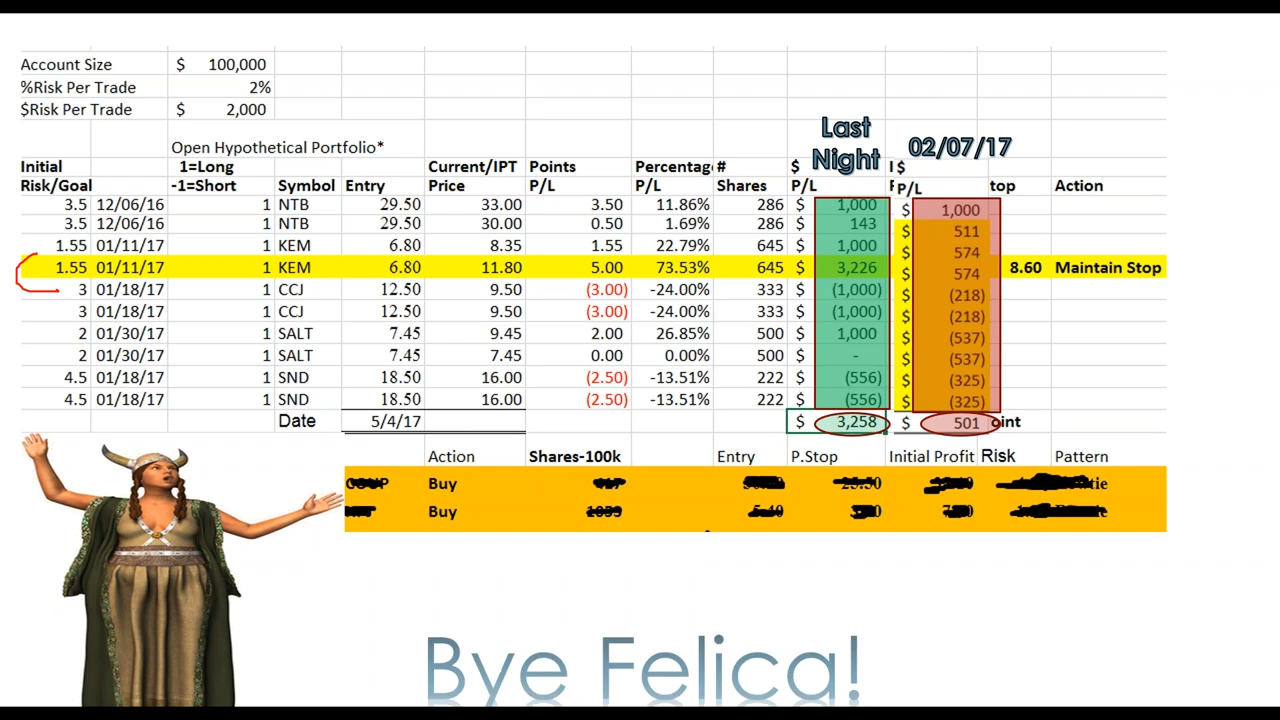 Account Size $ 100,000
%Risk Per Trade 2%
$Risk Per Trade $ 2,000
Last Night 02/07/17
Open Hypothetical Portfolio*
Initial 1=Long Current/IPT Points Percentag # $ $
Risk/Goal -1=Short Symbol Entry Price P/L P/L Shares P/L P/L top Action
3.5 12/06/16 1 NTB 29.50 33.00 3.50 11.86% 286 $ 1,000 $ 1,000
3.5 12/06/16 1 NTB 29.50 30.00 0.50 1.69% 286 $ 143 $ 511
1.55 01/11/17 1 KEM 6.80 8.35 1.55 22.79% 645 $ 1,000 $ 574
1.55 01/11/17 1 KEM 6.80 11.80 5.00 73.53% 645 $ 3,226 $ 574 8.60 Maintain Stop
3 01/18/17 1 CCJ 12.50 9.50 (3.00) -24.00% 333 $ (1,000) $ (218)
3 01/18/17 1 CCJ 12.50 9.50 (3.00) -24.00% 333 $ (1,000) $ (218)
2 01/30/17 1 SALT 7.45 9.45 2.00 26.85% 500 $ 1,000 $ (537)
2 01/30/17 1 SALT 7.45 7.45 0.00 0.00% 500 $ - $ (537)
4.5 01/18/17 1 SND 18.50 16.00 (2.50) -13.51% 222 $ (556) $ (325)
4.5 01/18/17 1 SND 18.50 16.00 (2.50) -13.51% 222 $ (556) $ (325)
Date 5/4/17 $ 3,258 $ 501 oint
Action Shares-100k Entry P.Stop Initial Profit Risk Pattern
Buy
Buy
Bye Felica!